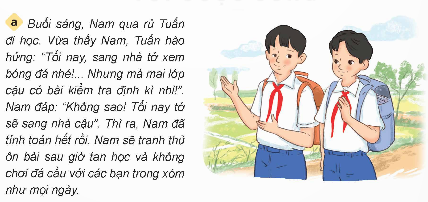 a Buổi sáng, Nam qua rủ Tuấn
đi học. Vừa thấy Nam, Tuấn hào
hứng: "Tối nay, sang nhà tớ xem
bóng đá nhé!... Nhưng mà mai lớp
cậu có bài kiểm tra định kì nhỉ!".
Nam đáp: "Không sao! Tối nay tớ
sẽ sang nhà cậu". Thì ra, Nam đã
tính toán hết rồi. Nam sẽ tranh thủ
ôn bài sau giờ tan học và không
chơi đá cầu với các bạn trong xóm
như mọi ngày.